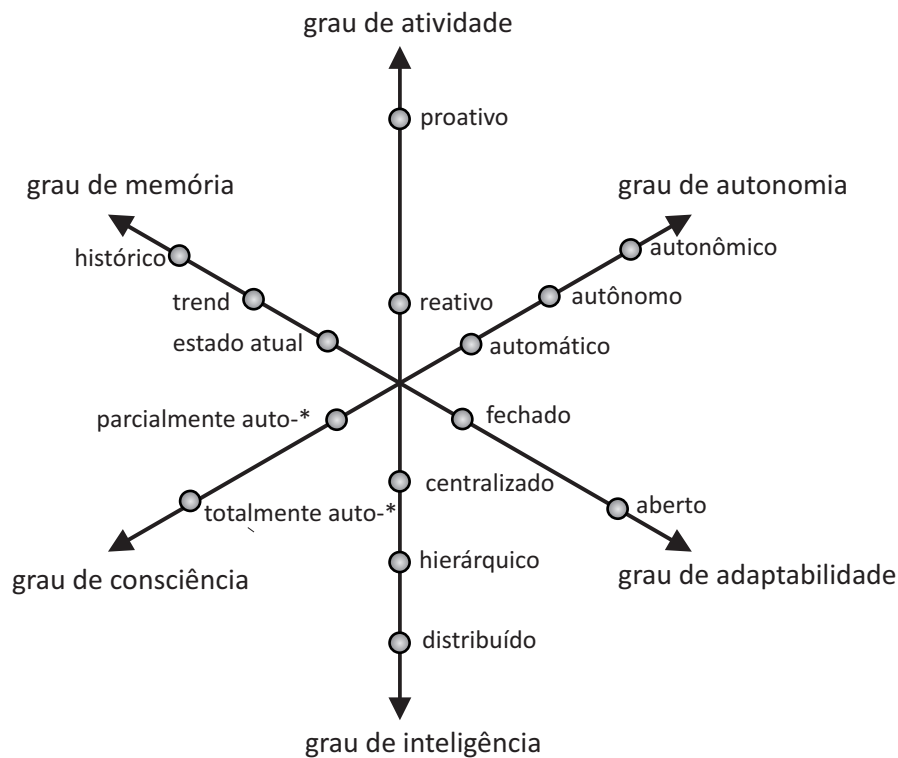 grau de atividade
proativo
grau de memória
grau de autonomia
histórico
autonômico
trend
reativo
autônomo
estado atual
automático
parcialmente auto-*
fechado
centralizado
totalmente auto-*
aberto
hierárquico
grau de consciência
grau de adaptabilidade
distribuído
grau de inteligência